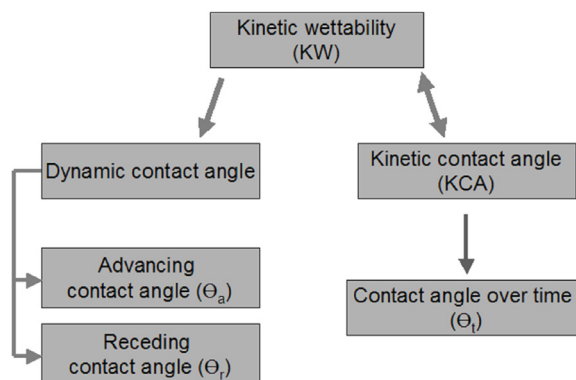 Kinetic wettability
(KW)
Dynamic contact angle
Kinetic contact angle
(KCA)
Advancing
contact angle (Θₐ)
Contact angle over time
(Θₜ)
Receding
contact angle (Θᵣ)